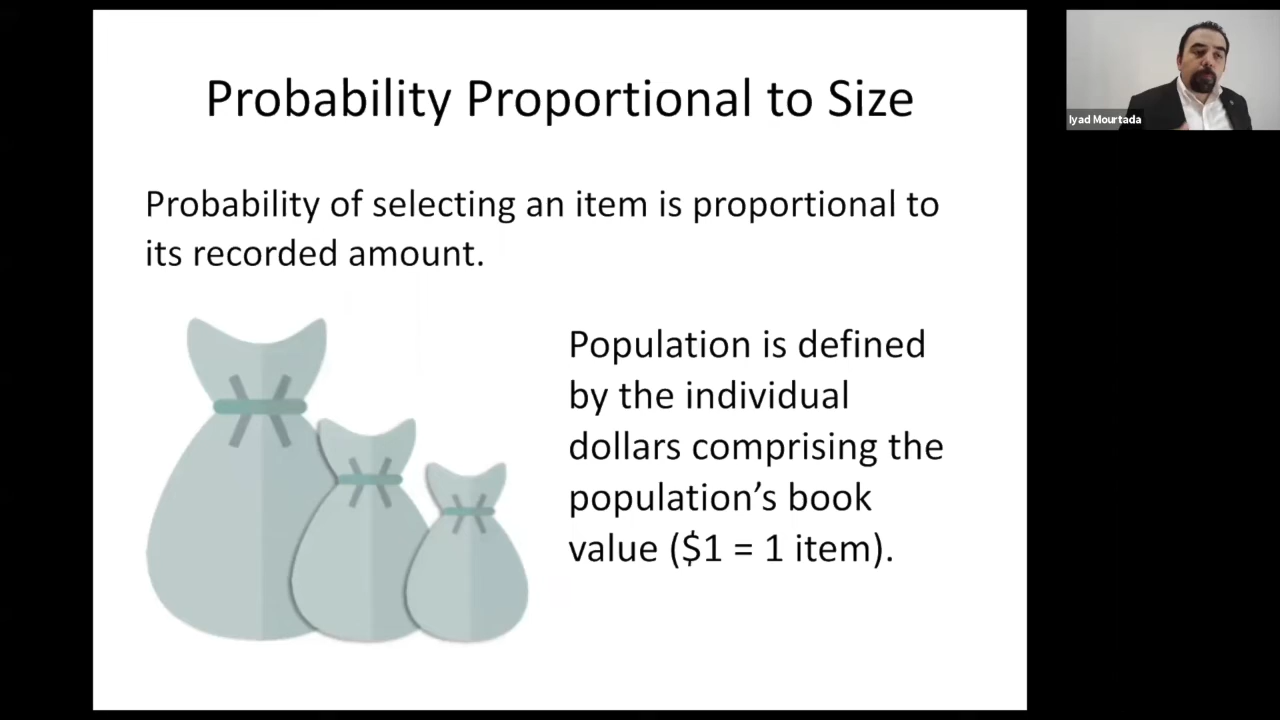 Probability Proportional to Size
Probability of selecting an item is proportional to
its recorded amount.
Population is defined
by the individual
dollars comprising the
population’s book
value ($1 = 1 item).
Iyad Mourtada